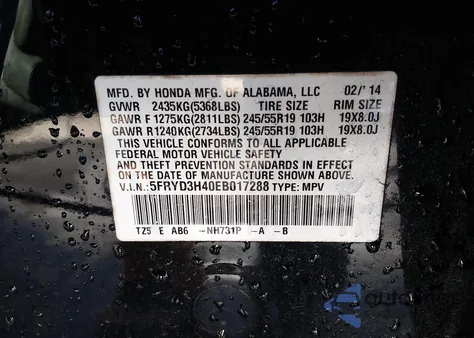 MFD. BY HONDA MFG. OF ALABAMA, LLC 02/'14
GVWR 2435KG(5368LBS) TIRE SIZE RIM SIZE
GAWR F 1275KG(2811LBS) 245/55R19 103H 19X8.0J
GAWR R 1240KG(2734LBS) 245/55R19 103H 19X8.0J
THIS VEHICLE CONFORMS TO ALL APPLICABLE
FEDERAL MOTOR VEHICLE SAFETY
AND THEFT PREVENTION STANDARDS IN EFFECT
ON THE DATE OF MANUFACTURE SHOWN ABOVE.
V.I.N.:5FRYD3H40EB017288 TYPE: MPV
TZ5 E AB6 -NH731P -A -B